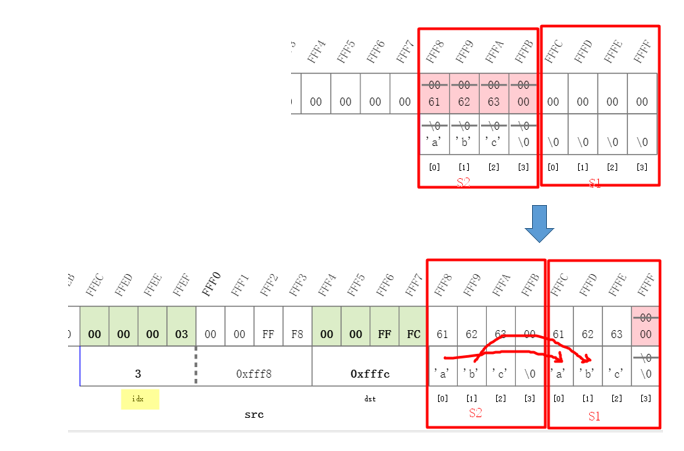 FFF4 FFF5 FFF6 FFF7 FFF8 FFF9 FFFA FFFB FFFC FFFD FFFE FFFF
00 00 00 00
00 00 00 00 61 62 63 00 00 00 00 00
\0 \0 \0 \0
'a' 'b' 'c' \0 \0 \0 \0 \0
[0] [1] [2] [3] [0] [1] [2] [3]
S2 S1
EB FFEC FFED FFEE FFEF FFF0 FFF1 FFF2 FFF3 FFF4 FFF5 FFF6 FFF7 FFF8 FFF9 FFFA FFFB FFFC FFFD FFFE FFFF
00
00 00 00 03 00 00 FF F8 00 00 FF FC 61 62 63 00 61 62 63 00
\0
3 0xfff8 0xfffc 'a' 'b' 'c' \0 'a' 'b' 'c' \0
idx dst [0] [1] [2] [3] [0] [1] [2] [3]
src S2 S1